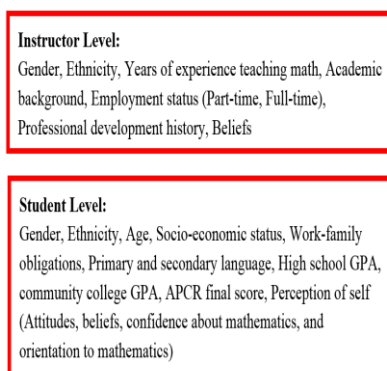 Instructor Level:
Gender, Ethnicity, Years of experience teaching math, Academic
background, Employment status (Part-time, Full-time),
Professional development history, Beliefs
Student Level:
Gender, Ethnicity, Age, Socio-economic status, Work-family
obligations, Primary and secondary language, High school GPA,
community college GPA, APCR final score, Perception of self
(Attitudes, beliefs, confidence about mathematics, and
orientation to mathematics)